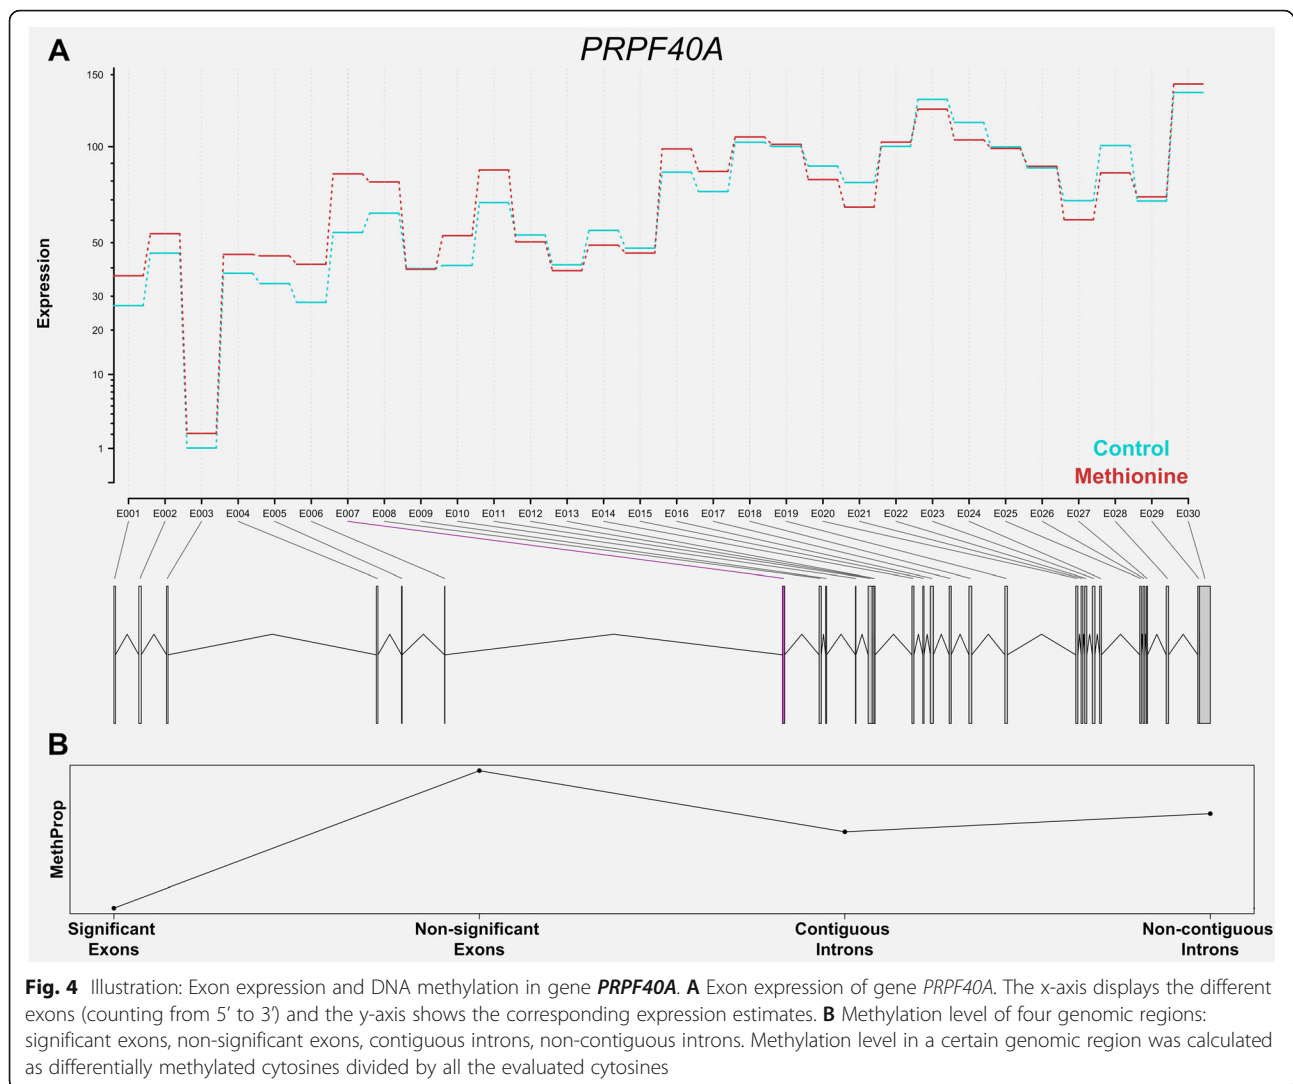 A
PRPF40A
Expression
150
100
50
30
20
10
1
Control
Methionine
E001 E002 E003 E004 E005 E006 E007 E008 E009 E010 E011 E012 E013 E014 E015 E016 E017 E018 E019 E020 E021 E022 E023 E024 E025 E026 E027 E028 E029 E030
B
MethProp
Significant Exons
Non-significant Exons
Contiguous Introns
Non-contiguous Introns
Fig. 4 Illustration: Exon expression and DNA methylation in gene PRPF40A. A Exon expression of gene PRPF40A. The x-axis displays the different
exons (counting from 5′ to 3′) and the y-axis shows the corresponding expression estimates. B Methylation level of four genomic regions:
significant exons, non-significant exons, contiguous introns, non-contiguous introns. Methylation level in a certain genomic region was calculated
as differentially methylated cytosines divided by all the evaluated cytosines